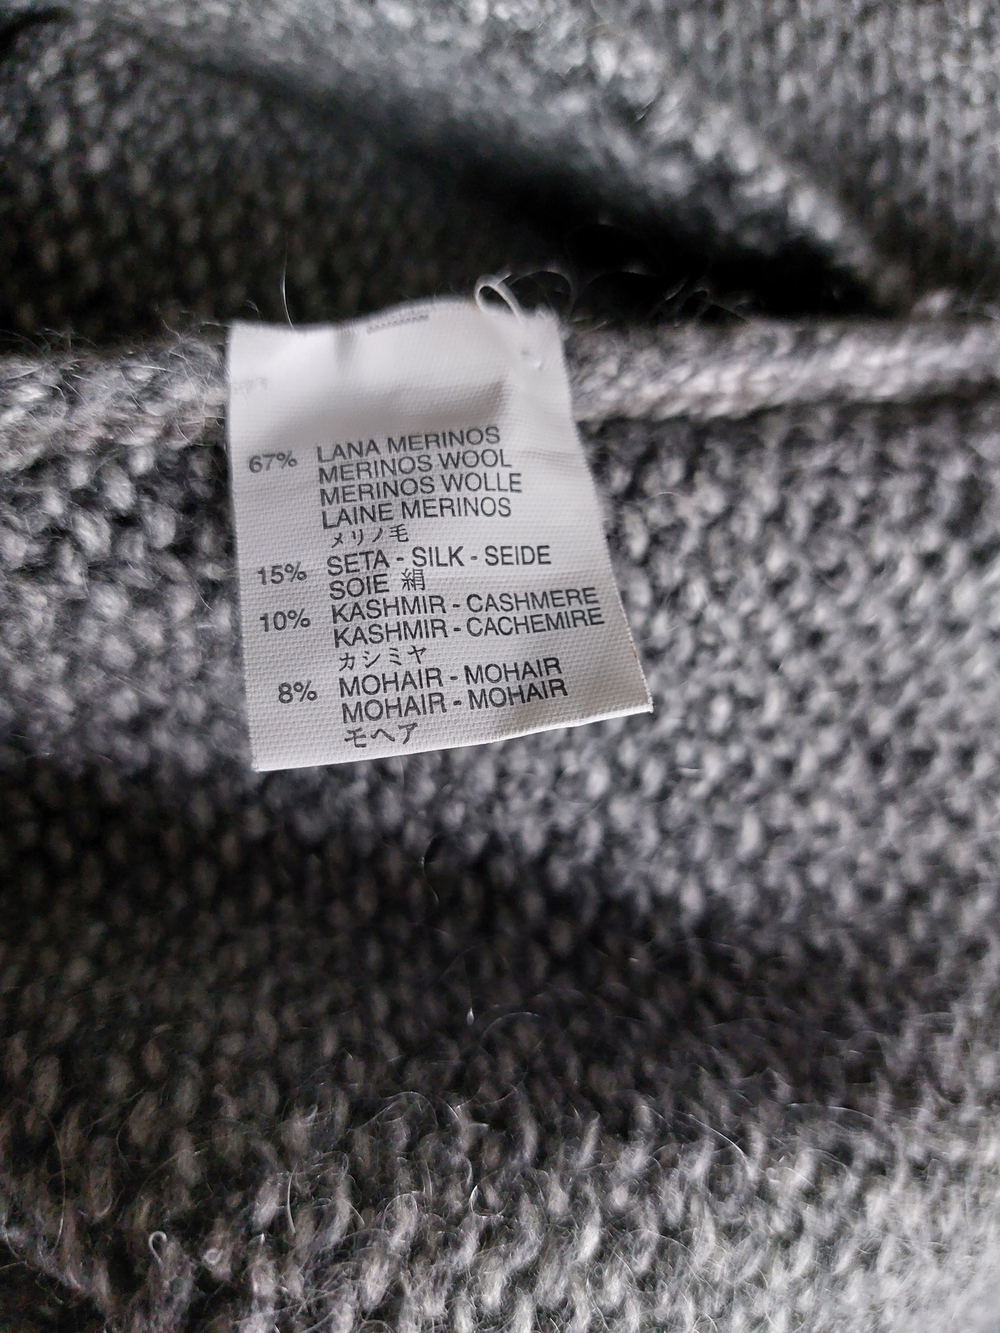 67% LANA MERINOS
MERINOS WOOL
MERINOS WOLLE
LAINE MERINOS
メリノ毛
15% SETA - SILK - SEIDE
SOIE 絹
10% KASHMIR - CASHMERE
KASHMIR - CACHEMIRE
カシミヤ
8% MOHAIR - MOHAIR
MOHAIR - MOHAIR
モヘア